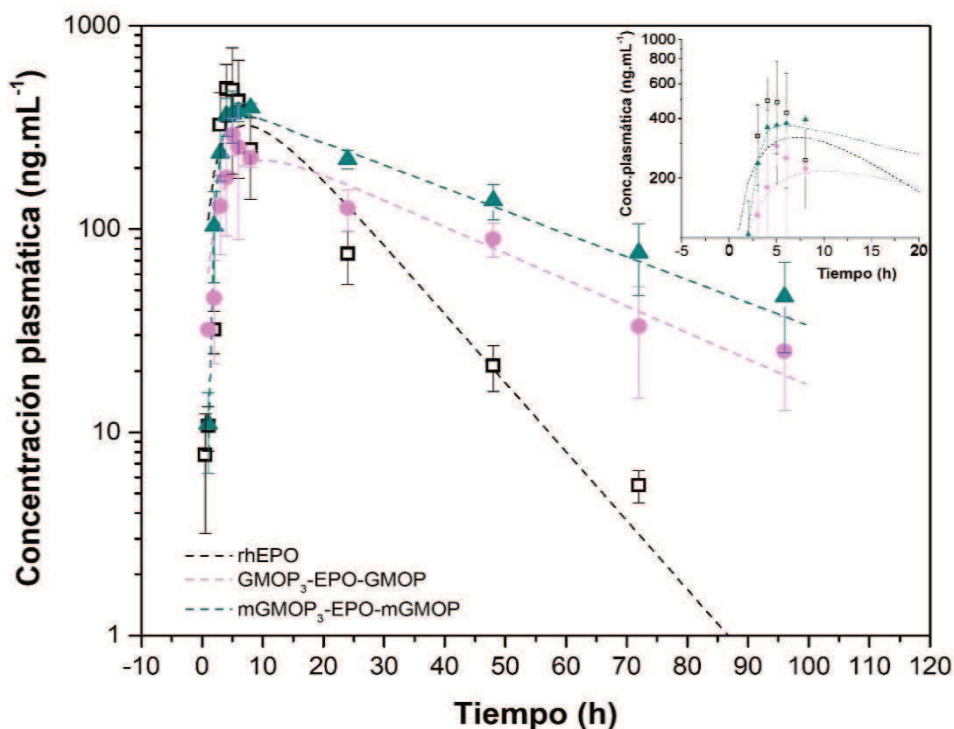 Concentración plasmática (ng.mL⁻¹)
1000
100
10
1
rhEPO
GMOP₃-EPO-GMOP
mGMOP₃-EPO-mGMOP
-10 0 10 20 30 40 50 60 70 80 90 100 110 120
Tiempo (h)
Conc.plasmática (ng.mL⁻¹)
1000
800
600
400
200
-5 0 5 10 15 20
Tiempo (h)